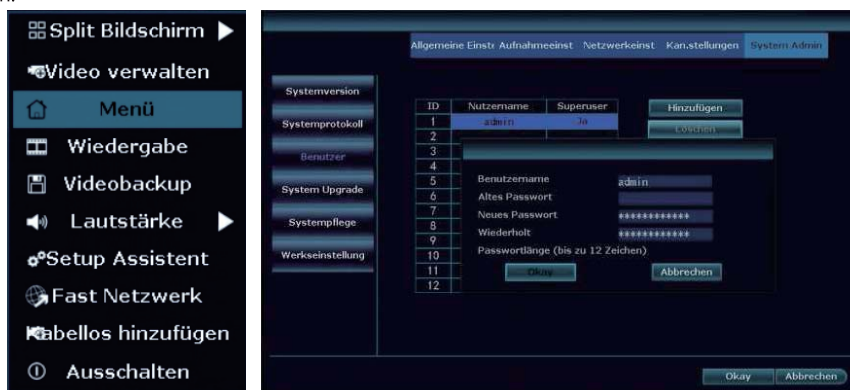 n.
Split Bildschirm
Video verwalten
Menü
Wiedergabe
Videobackup
Lautstärke
Setup Assistent
Fast Netzwerk
Kabellos hinzufügen
Ausschalten
Allgemeine Einst Aufnahmeeinst Netzwerkeinst Kan.stellungen System Admin
Systemversion
Systemprotokoll
Benutzer
System Upgrade
Systempflege
Werkseinstellung
ID Nutzername Superuser
1 admin Ja
2
3
4
5
6
7
8
9
10
11
12
Hinzufügen
Löschen
Benutzername admin
Altes Passwort
Neues Passwort ************
Wiederholt ************
Passwortlänge (bis zu 12 Zeichen)
Okay Abbrechen
Okay Abbrechen